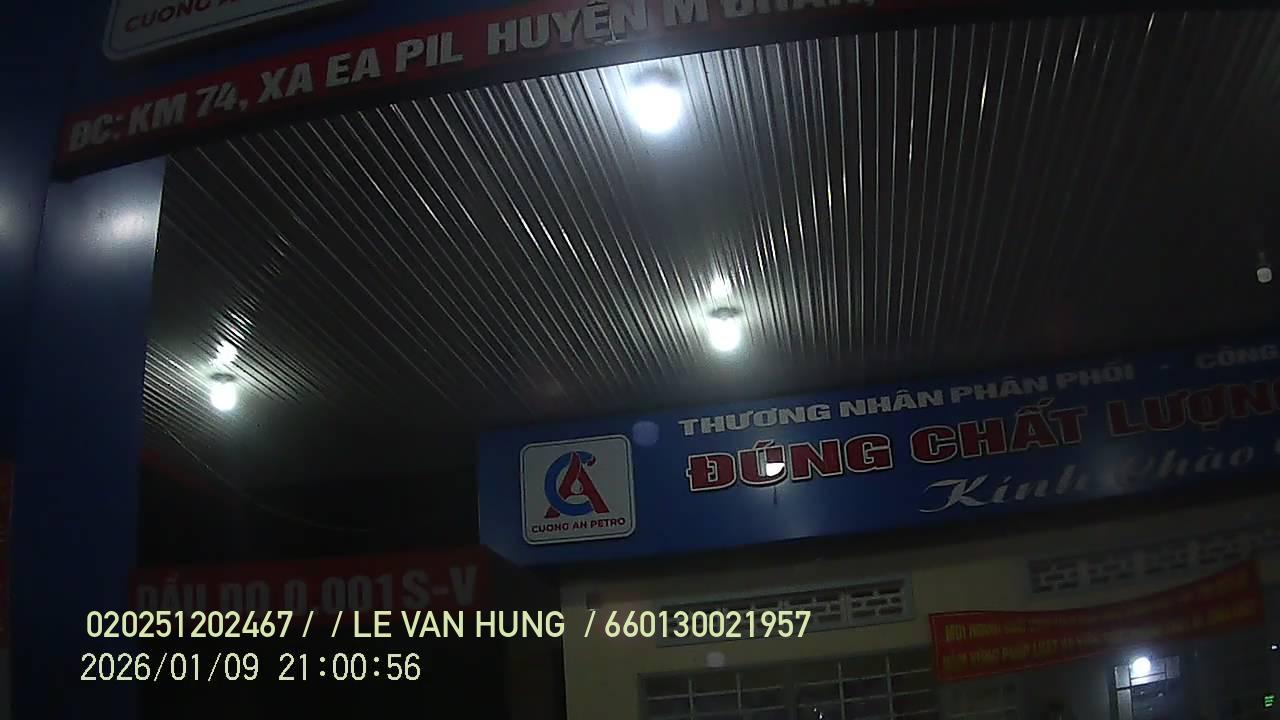 CUONG AN
ĐC: KM 74, XA EA PIL HUYỆN M'ĐRAK,
THƯƠNG NHÂN PHÂN PHỐI - CÔNG
ĐÚNG CHẤT LƯỢNG
Kính Chào
CUONG AN PETRO
DẦU DO 0,001S-V
020251202467 / / LE VAN HUNG / 660130021957
2026/01/09 21:00:56